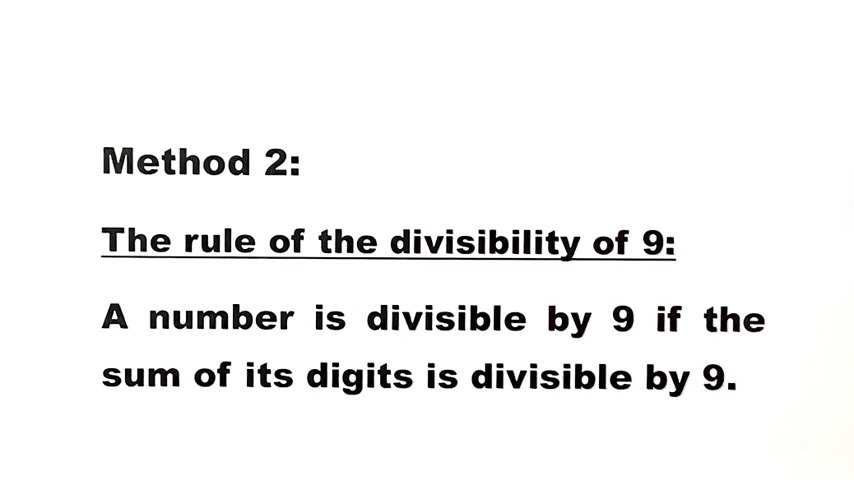 Method 2:
The rule of the divisibility of 9:
A number is divisible by 9 if the
sum of its digits is divisible by 9.